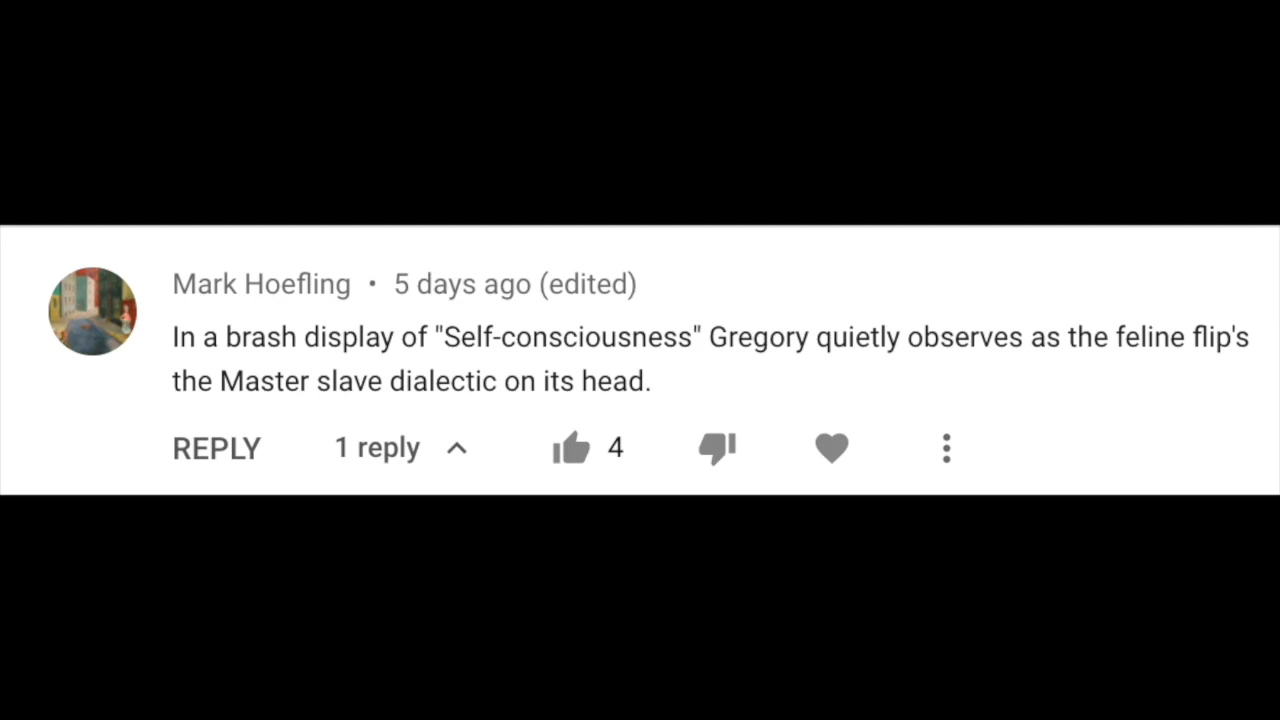 Mark Hoefling • 5 days ago (edited)
In a brash display of "Self-consciousness" Gregory quietly observes as the feline flip's
the Master slave dialectic on its head.
REPLY 1 reply 4